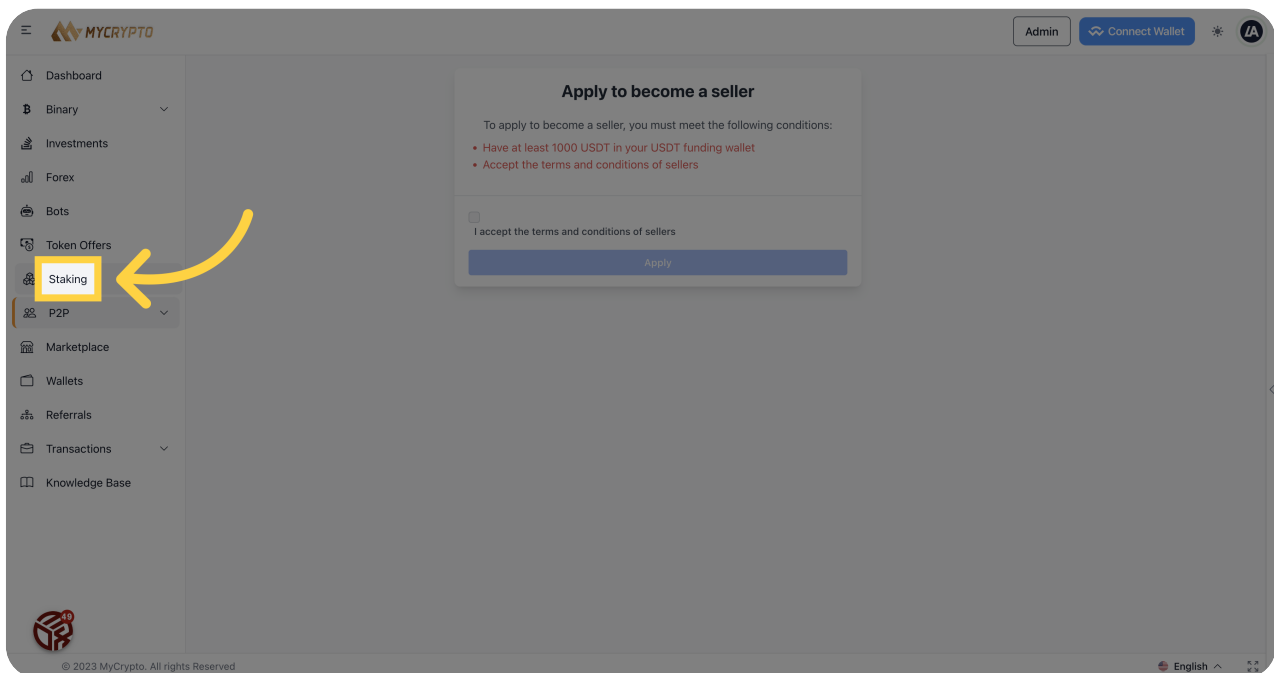 MYCRYPTO
Admin
Connect Wallet
Dashboard
Binary
Investments
Forex
Bots
Token Offers
Staking
P2P
Marketplace
Wallets
Referrals
Transactions
Knowledge Base
Apply to become a seller
To apply to become a seller, you must meet the following conditions:
• Have at least 1000 USDT in your USDT funding wallet
• Accept the terms and conditions of sellers
I accept the terms and conditions of sellers
Apply
49
© 2023 MyCrypto. All rights Reserved
English